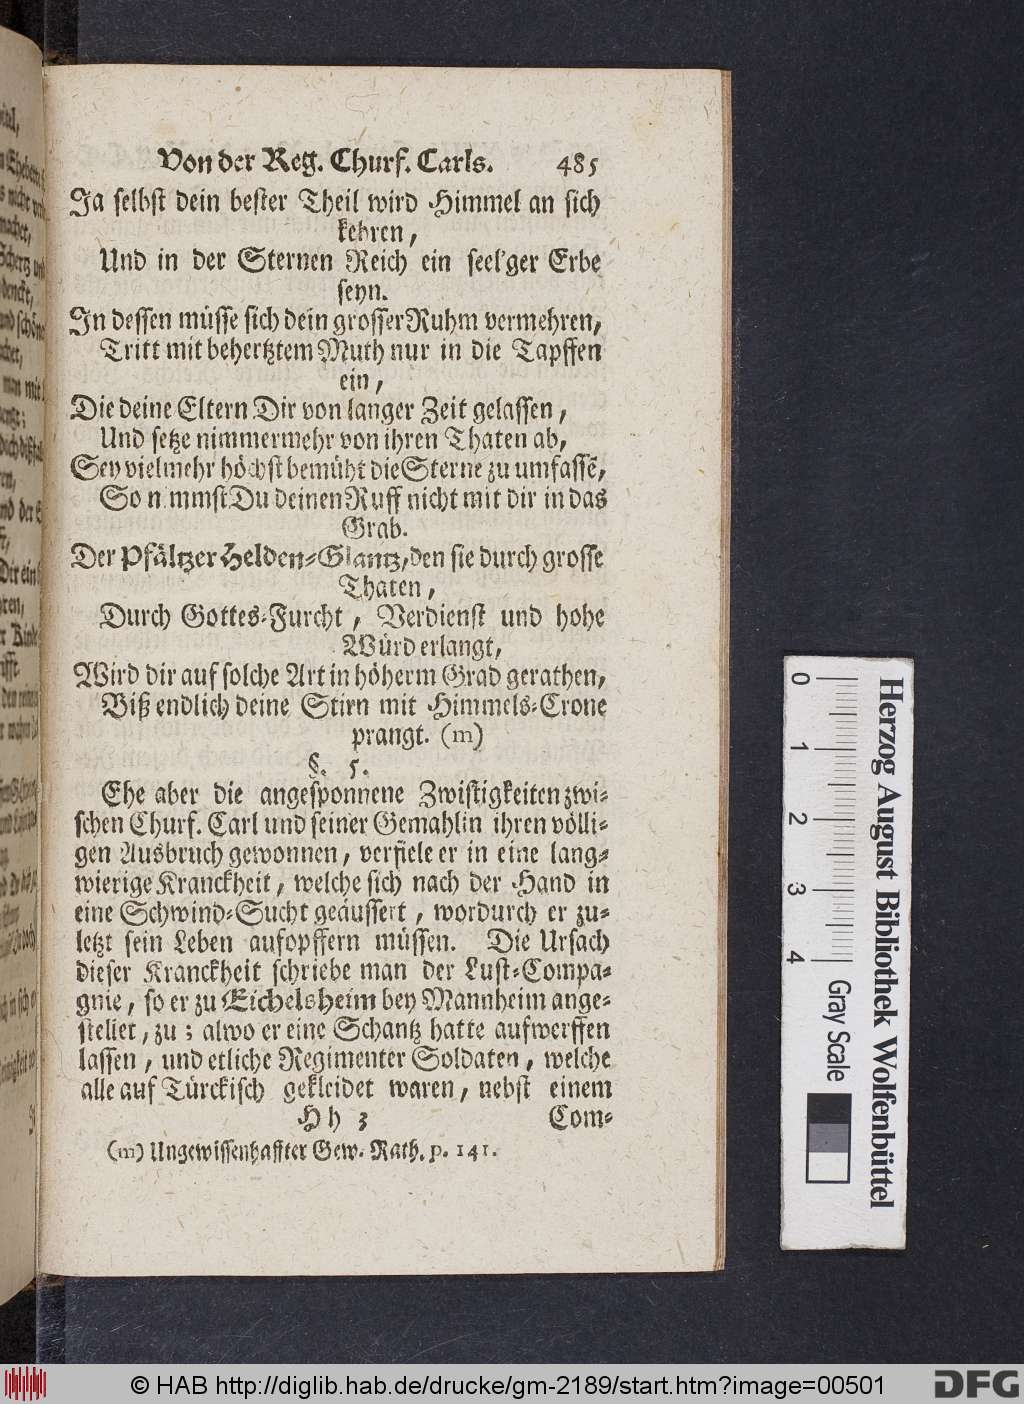 Von der Reg. Churf. Carls. 485
Ja selbst dein bester Theil wird Himmel an sich
kehren,
Und in der Sternen Reich ein seel'ger Erbe
seyn.
In dessen müsse sich dein grosser Ruhm vermehren,
Tritt mit behertztem Muth nur in die Tapffen
ein,
Die deine Eltern Dir von langer Zeit gelassen,
Und setze nimmermehr von ihren Thaten ab,
Sey vielmehr höchst bemüht die Sterne zu umfassē,
So nimmst Du deinen Ruff nicht mit dir in das
Grab.
Der Pfältzer Helden-Glantz, den sie durch grosse
Thaten,
Durch Gottes-Furcht, Verdienst und hohe
Würd erlangt,
Wird dir auf solche Art in höherm Grad gerathen,
Biß endlich deine Stirn mit Himmels-Crone
prangt. (m)
§. 5.
Ehe aber die angesponnene Zwistigkeiten zwi-
schen Churf. Carl und seiner Gemahlin ihren völli-
gen Ausbruch gewonnen, verfiele er in eine lang-
wierige Kranckheit, welche sich nach der Hand in
eine Schwind-Sucht geäussert, wordurch er zu-
letzt sein Leben aufopffern müssen. Die Ursach
dieser Kranckheit schriebe man der Lust-Compa-
gnie, so er zu Eichelsheim bey Mannheim ange-
stellet, zu; alwo er eine Schantz hatte aufwerffen
lassen, und etliche Regimenter Soldaten, welche
alle auf Türckisch gekleidet waren, nebst einem
Hh 3 Com-
(m) Ungewissenhaffter Gew. Rath. p. 141.
Herzog August Bibliothek Wolfenbüttel
0 1 2 3 4 Gray Scale
© HAB http://diglib.hab.de/drucke/gm-2189/start.htm?image=00501
DFG